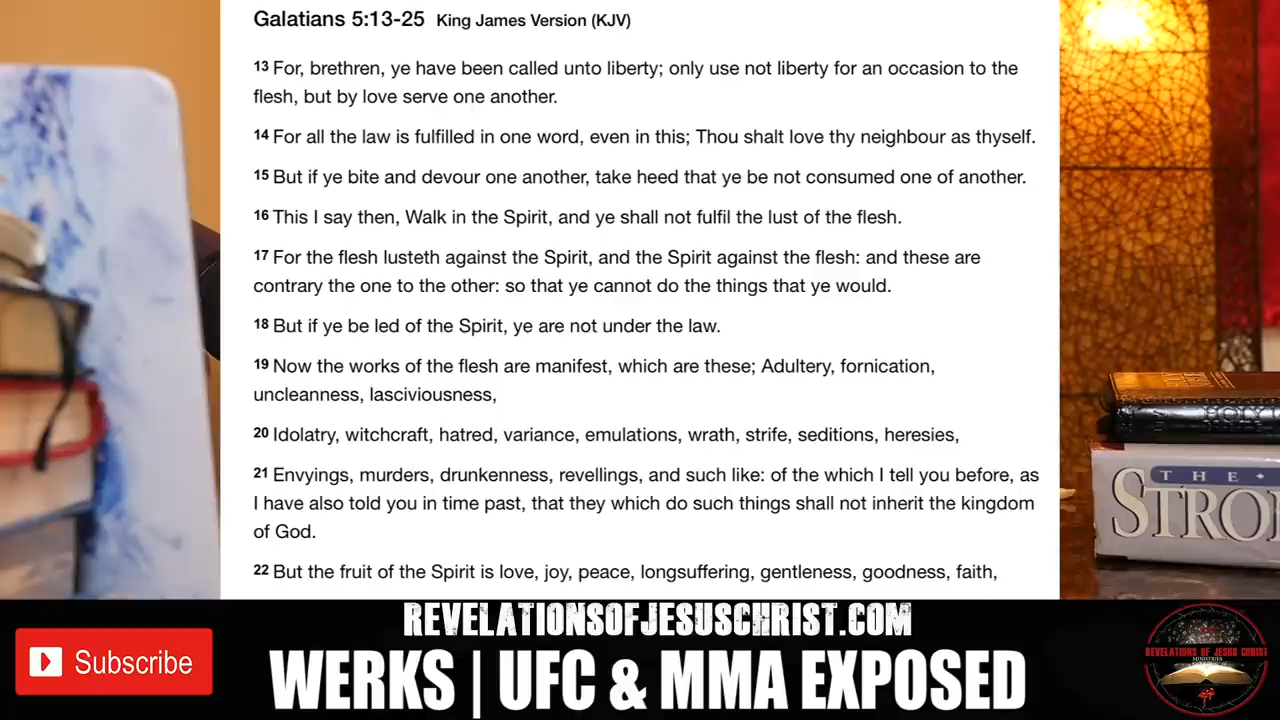 Galatians 5:13-25 King James Version (KJV)
13 For, brethren, ye have been called unto liberty; only use not liberty for an occasion to the
flesh, but by love serve one another.
14 For all the law is fulfilled in one word, even in this; Thou shalt love thy neighbour as thyself.
15 But if ye bite and devour one another, take heed that ye be not consumed one of another.
16 This I say then, Walk in the Spirit, and ye shall not fulfil the lust of the flesh.
17 For the flesh lusteth against the Spirit, and the Spirit against the flesh: and these are
contrary the one to the other: so that ye cannot do the things that ye would.
18 But if ye be led of the Spirit, ye are not under the law.
19 Now the works of the flesh are manifest, which are these; Adultery, fornication,
uncleanness, lasciviousness,
20 Idolatry, witchcraft, hatred, variance, emulations, wrath, strife, seditions, heresies,
21 Envyings, murders, drunkenness, revellings, and such like: of the which I tell you before, as
I have also told you in time past, that they which do such things shall not inherit the kingdom
of God.
22 But the fruit of the Spirit is love, joy, peace, longsuffering, gentleness, goodness, faith,
HOLY
THE
STRO
REVELATIONSOFJESUSCHRIST.COM
Subscribe
WERKS | UFC & MMA EXPOSED
REVELATIONS OF JESUS CHRIST
MINISTRIES